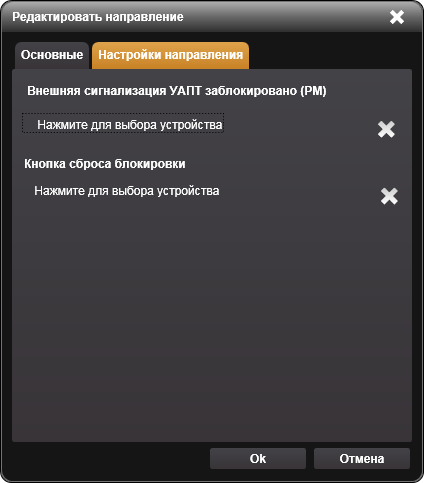 Редактировать направление
Основные
Настройки направления
Внешняя сигнализация УАПТ заблокировано (РМ)
Нажмите для выбора устройства
Кнопка сброса блокировки
Нажмите для выбора устройства
Ok
Отмена